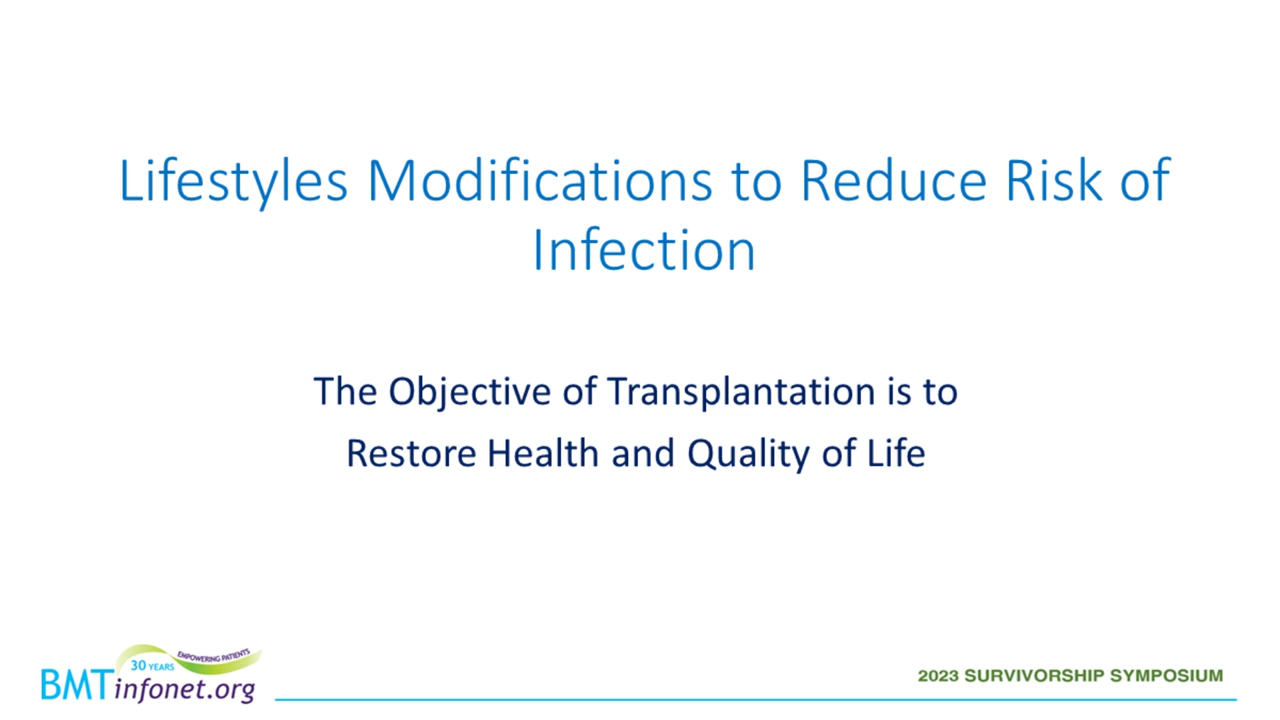 Lifestyles Modifications to Reduce Risk of
Infection
The Objective of Transplantation is to
Restore Health and Quality of Life
30 YEARS EMPOWERING PATIENTS
BMTinfonet.org
2023 SURVIVORSHIP SYMPOSIUM